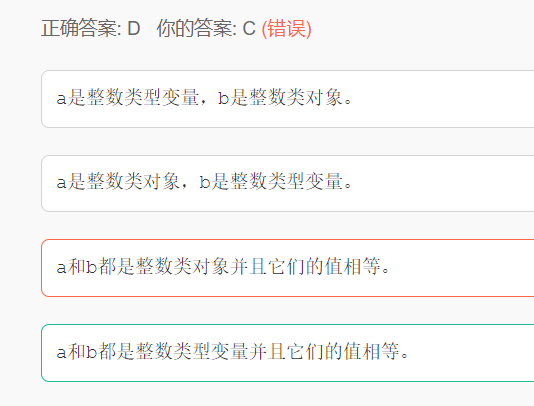 正确答案: D 你的答案: C (错误)
a是整数类型变量，b是整数类对象。
a是整数类对象，b是整数类型变量。
a和b都是整数类对象并且它们的值相等。
a和b都是整数类型变量并且它们的值相等。